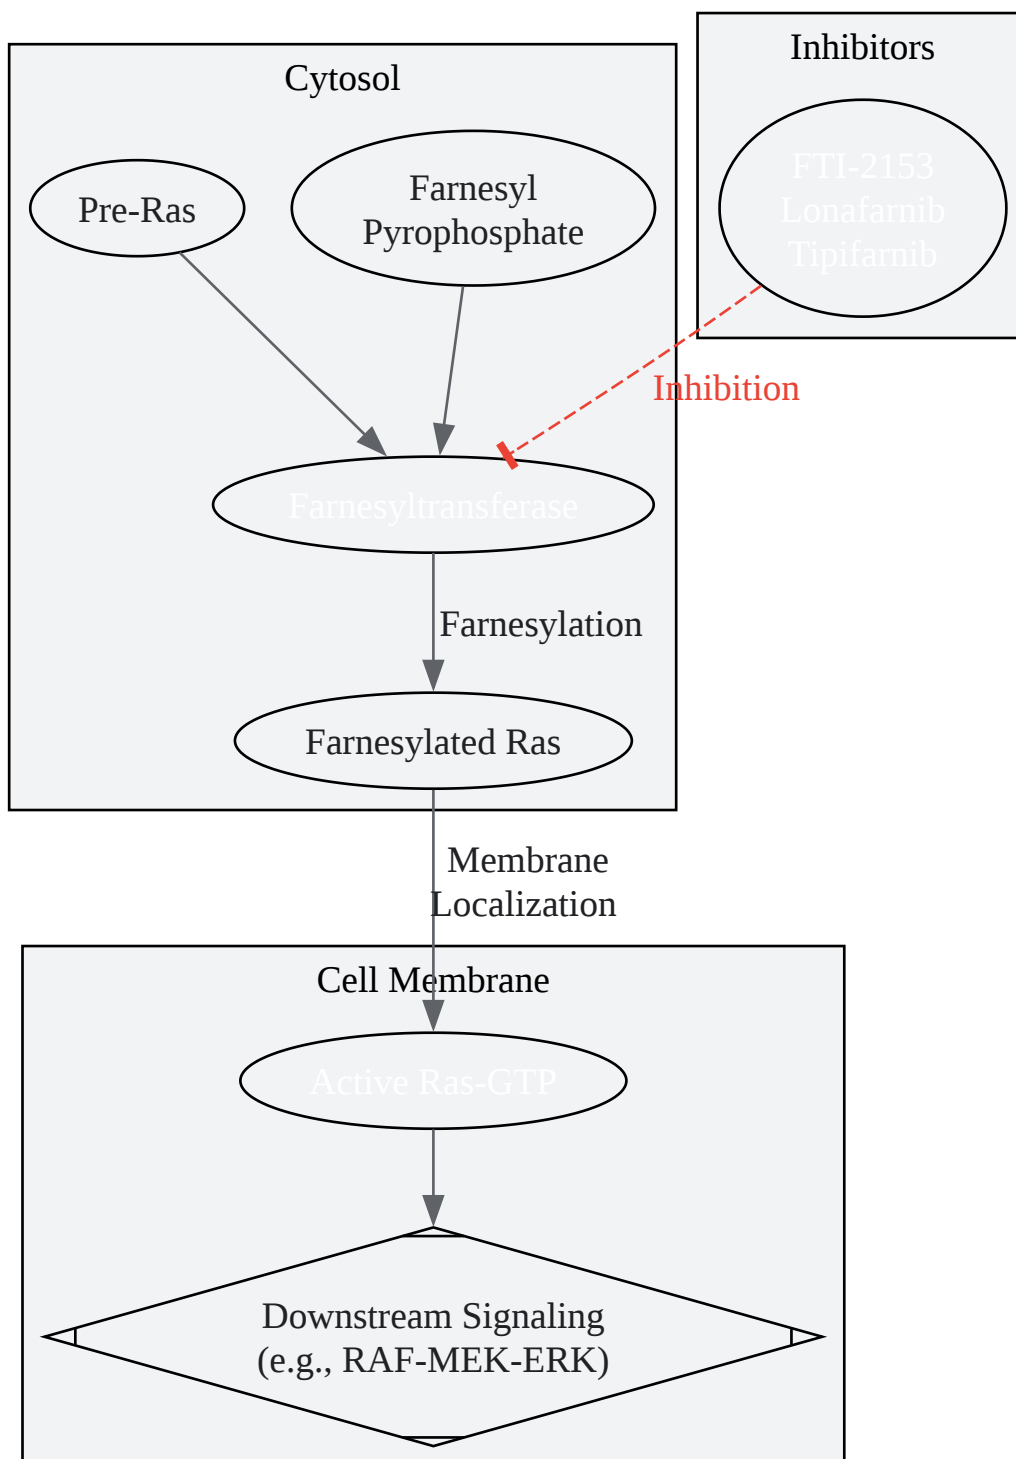 Inhibitors
Cytosol
FTI-2153
Lonafarnib
Tipifarnib
Pre-Ras
Farnesyl
Pyrophosphate
Inhibition
Farnesyltransferase
Farnesylation
Farnesylated Ras
Membrane
Localization
Cell Membrane
Active Ras-GTP
Downstream Signaling
(e.g., RAF-MEK-ERK)